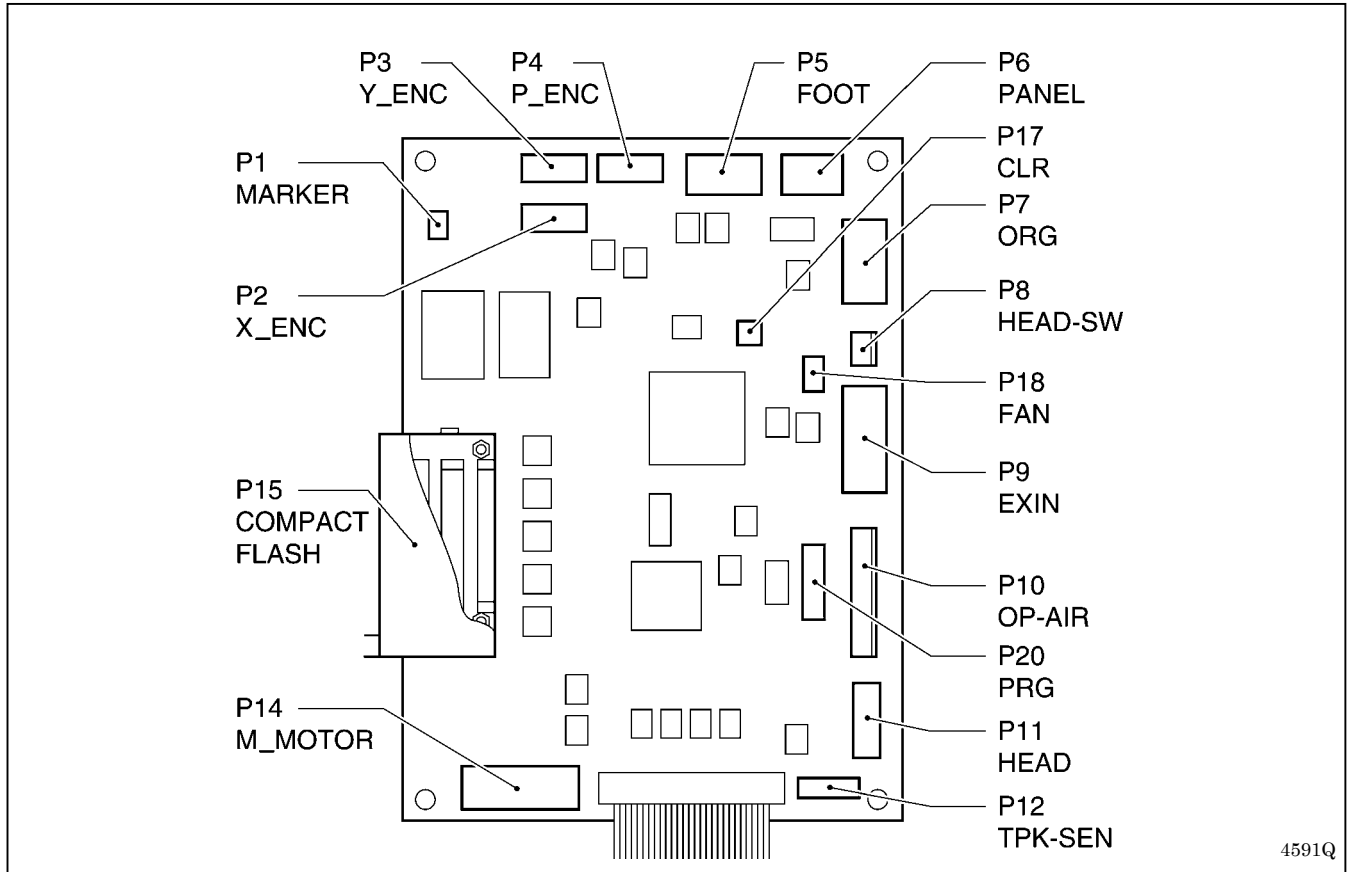 P3
Y_ENC
P4
P_ENC
P5
FOOT
P6
PANEL
P17
CLR
P1
MARKER
P7
ORG
P2
X_ENC
P8
HEAD-SW
P18
FAN
P15
COMPACT
FLASH
P9
EXIN
P10
OP-AIR
P20
PRG
P14
M_MOTOR
P11
HEAD
P12
TPK-SEN
4591Q